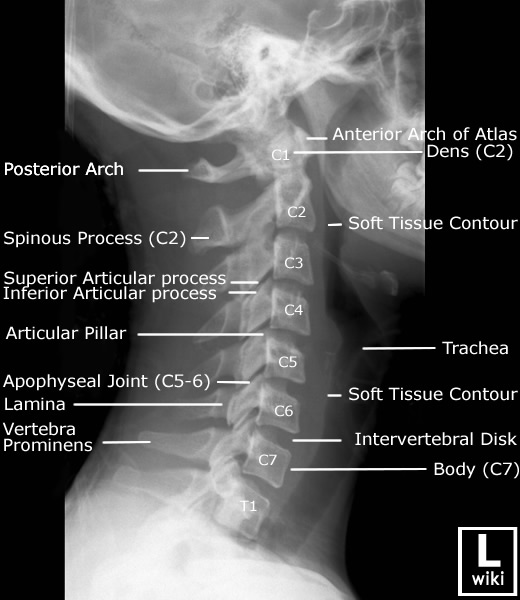 Anterior Arch of Atlas
C1
Dens (C2)
Posterior Arch
C2
Soft Tissue Contour
Spinous Process (C2)
C3
Superior Articular process
Inferior Articular process
C4
Articular Pillar
Trachea
C5
Apophyseal Joint (C5-6)
Soft Tissue Contour
Lamina
C6
Vertebra
Prominens
Intervertebral Disk
C7
Body (C7)
T1
L
wiki